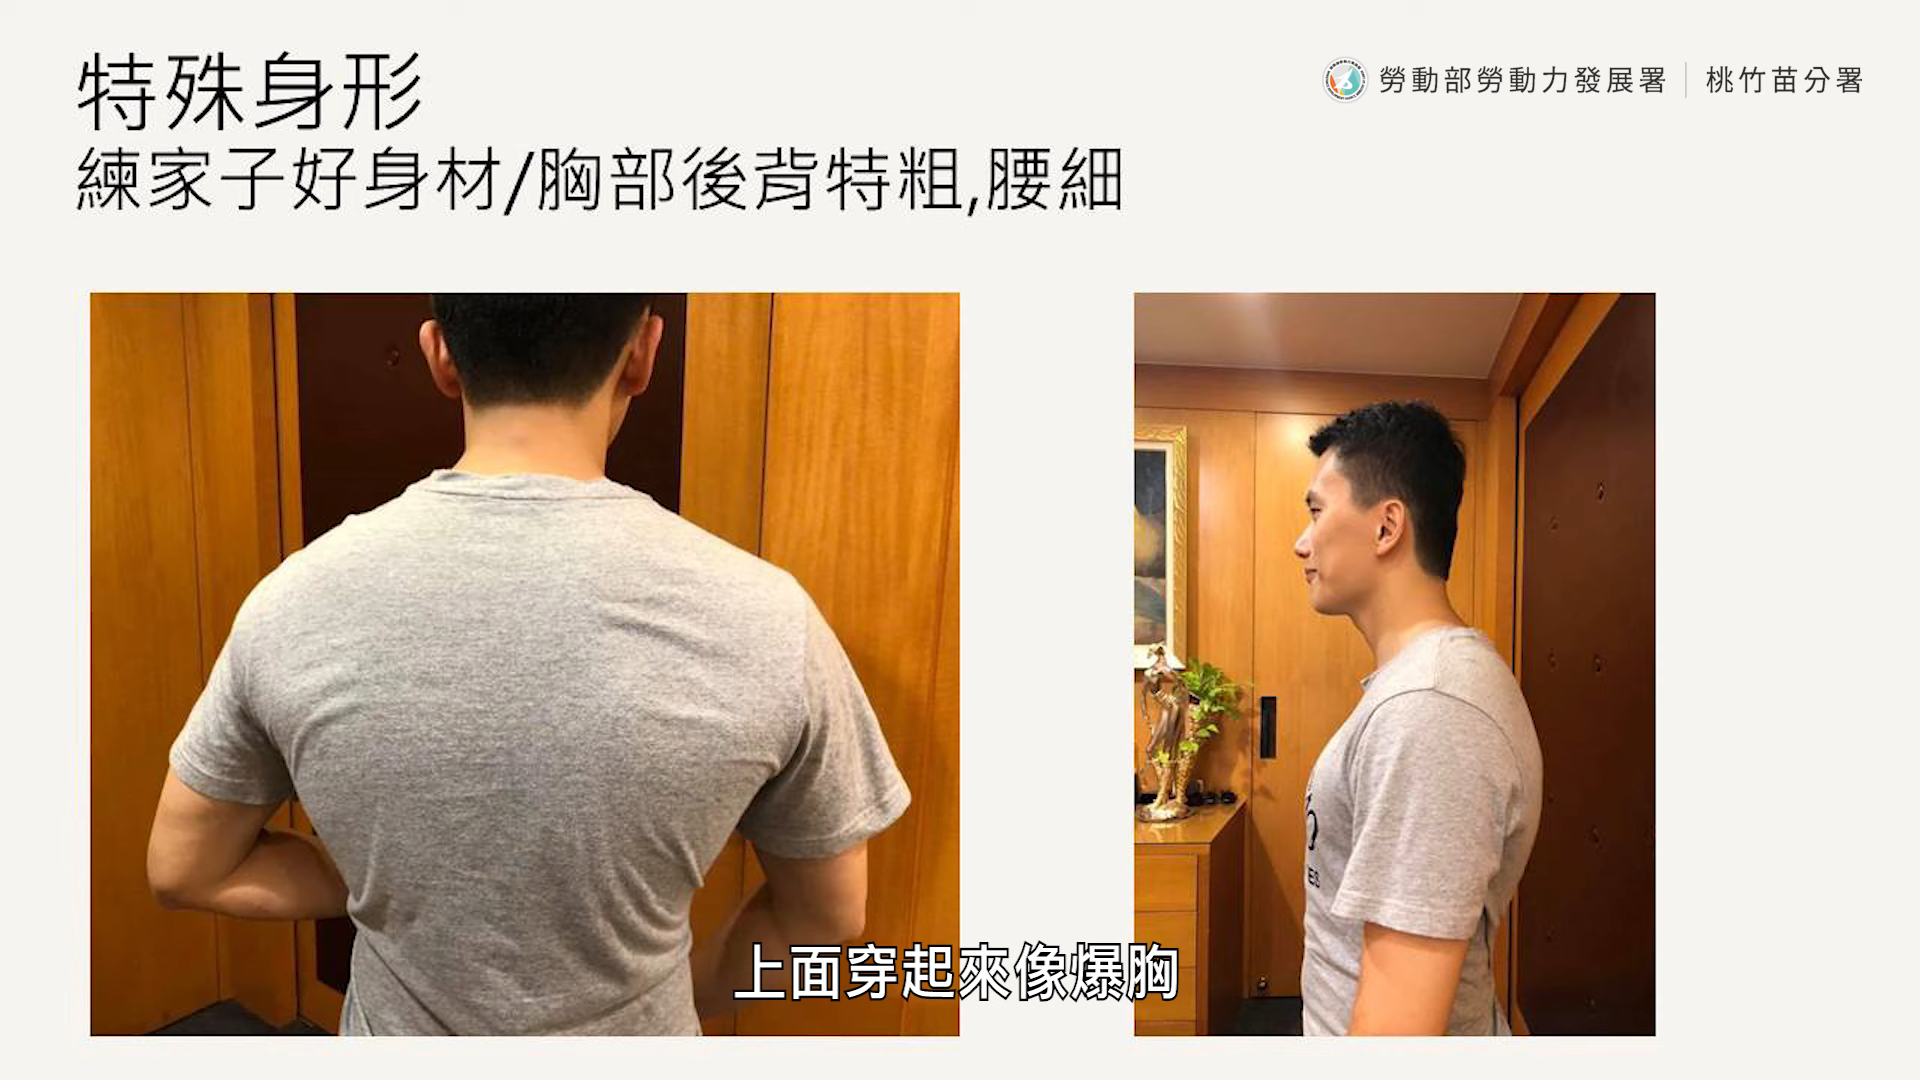 特殊身形
勞動部勞動力發展署 | 桃竹苗分署
練家子好身材/胸部後背特粗,腰細
上面穿起來像爆胸